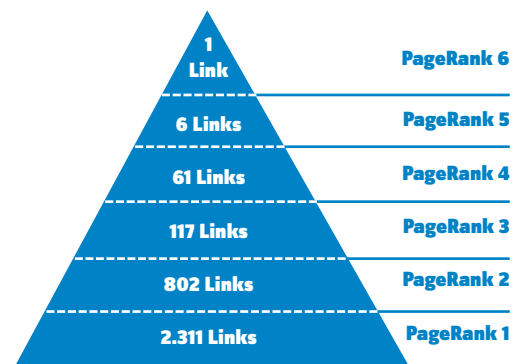 1
Link
PageRank 6
6 Links
PageRank 5
61 Links
PageRank 4
117 Links
PageRank 3
802 Links
PageRank 2
2.311 Links
PageRank 1